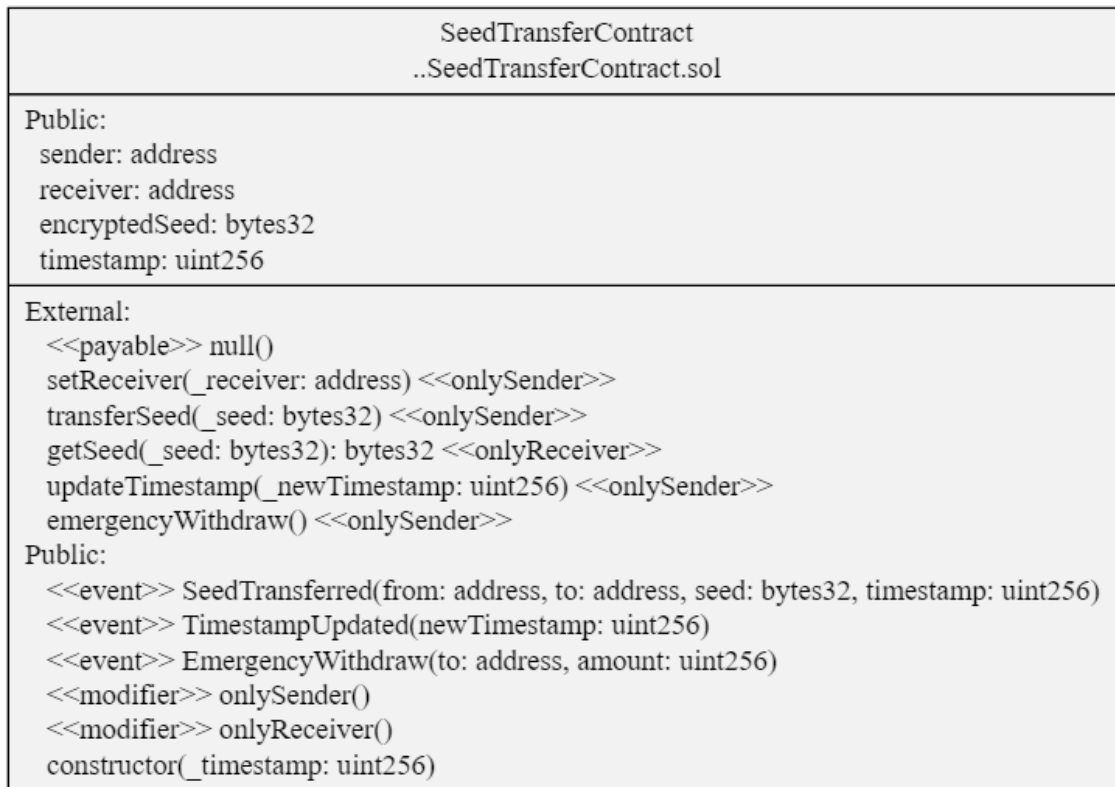 SeedTransferContract
..SeedTransferContract.sol
Public:
sender: address
receiver: address
encryptedSeed: bytes32
timestamp: uint256
External:
<<payable>> null()
setReceiver(_receiver: address) <<onlySender>>
transferSeed(_seed: bytes32) <<onlySender>>
getSeed(_seed: bytes32): bytes32 <<onlyReceiver>>
updateTimestamp(_newTimestamp: uint256) <<onlySender>>
emergencyWithdraw() <<onlySender>>
Public:
<<event>> SeedTransferred(from: address, to: address, seed: bytes32, timestamp: uint256)
<<event>> TimestampUpdated(newTimestamp: uint256)
<<event>> EmergencyWithdraw(to: address, amount: uint256)
<<modifier>> onlySender()
<<modifier>> onlyReceiver()
constructor(_timestamp: uint256)